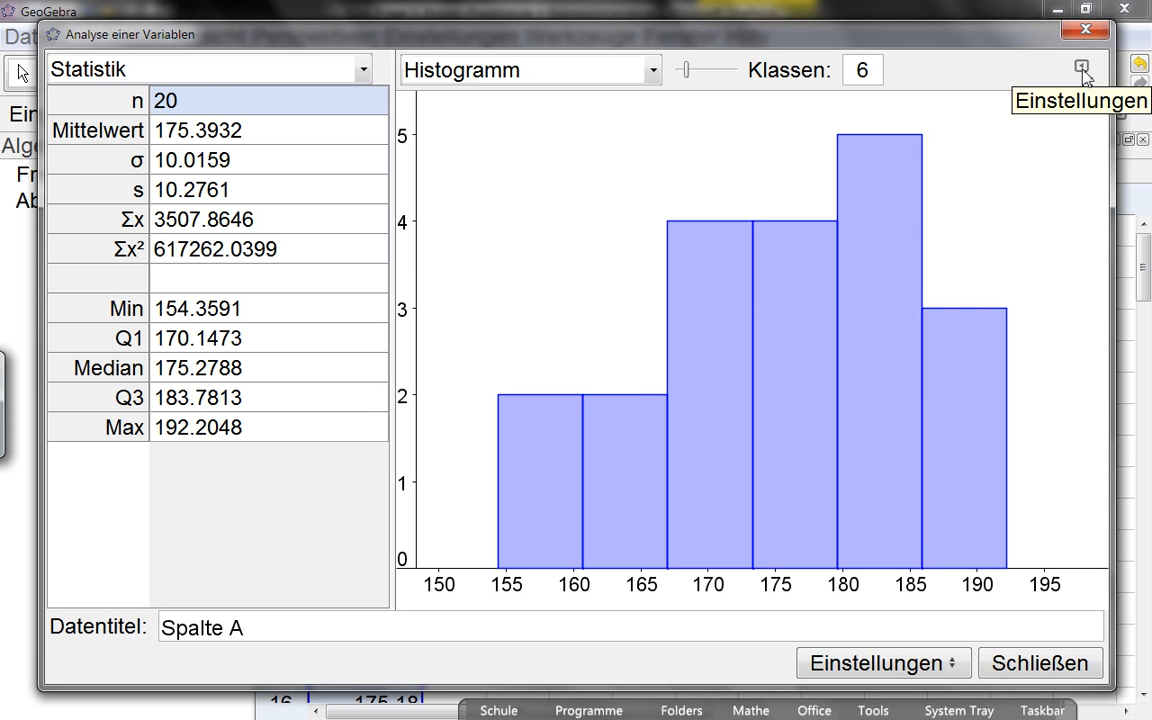 GeoGebra
Analyse einer Variablen
Statistik
Histogramm
Klassen: 6
Einstellungen
n 20
Mittelwert 175.3932
σ 10.0159
s 10.2761
Σx 3507.8646
Σx² 617262.0399
Min 154.3591
Q1 170.1473
Median 175.2788
Q3 183.7813
Max 192.2048
5
4
3
2
1
0
150 155 160 165 170 175 180 185 190 195
Datentitel: Spalte A
Einstellungen
Schließen
16 175.18
Schule Programme Folders Mathe Office Tools System Tray Taskbar